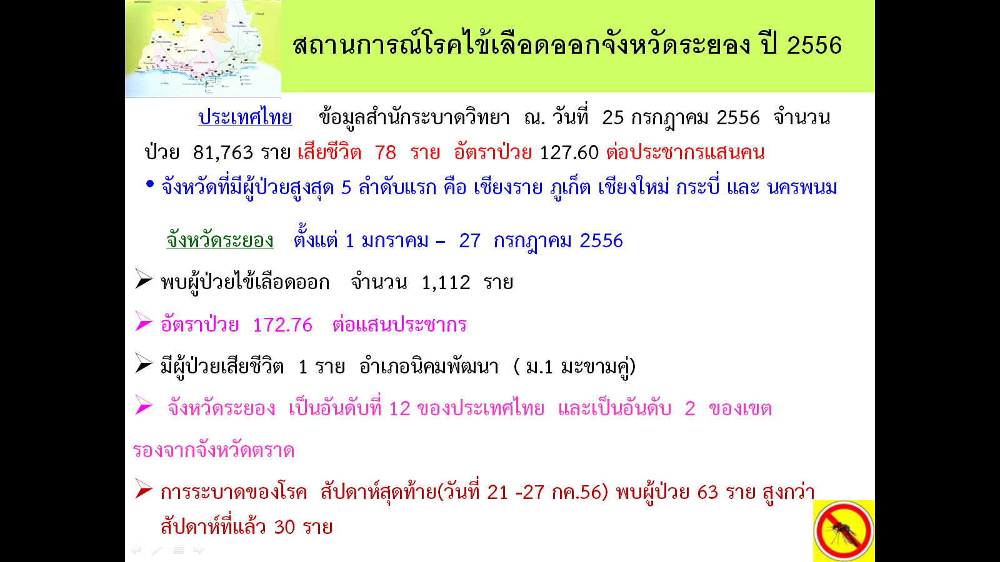 สถานการณ์โรคไข้เลือดออกจังหวัดระยอง ปี 2556
ประเทศไทย ข้อมูลสำนักระบาดวิทยา ณ. วันที่ 25 กรกฎาคม 2556 จำนวน
ป่วย 81,763 ราย เสียชีวิต 78 ราย อัตราป่วย 127.60 ต่อประชากรแสนคน
• จังหวัดที่มีผู้ป่วยสูงสุด 5 ลำดับแรก คือ เชียงราย ภูเก็ต เชียงใหม่ กระบี่ และ นครพนม
จังหวัดระยอง ตั้งแต่ 1 มกราคม – 27 กรกฎาคม 2556
➢ พบผู้ป่วยไข้เลือดออก จำนวน 1,112 ราย
➢ อัตราป่วย 172.76 ต่อแสนประชากร
➢ มีผู้ป่วยเสียชีวิต 1 ราย อำเภอนิคมพัฒนา ( ม.1 มะขามคู่)
➢ จังหวัดระยอง เป็นอันดับที่ 12 ของประเทศไทย และเป็นอันดับ 2 ของเขต
รองจากจังหวัดตราด
➢ การระบาดของโรค สัปดาห์สุดท้าย(วันที่ 21 -27 กค.56) พบผู้ป่วย 63 ราย สูงกว่า
สัปดาห์ที่แล้ว 30 ราย